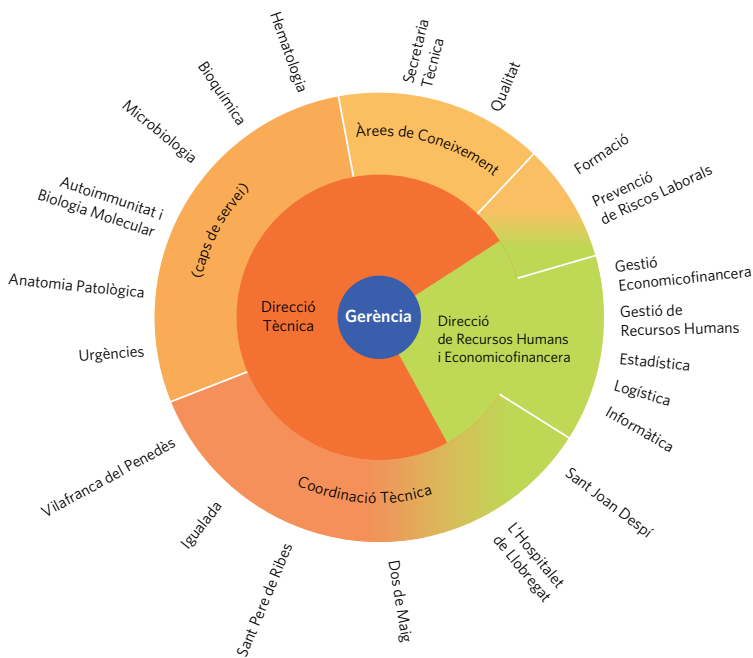 Hematologia
Bioquímica
Microbiologia
Autoimmunitat i
Biologia Molecular
Anatomia Patològica
Urgències
(caps de servei)
Secretaria
Tècnica
Qualitat
Àrees de Coneixement
Formació
Prevenció
de Riscos Laborals
Gestió
Economicofinancera
Gestió de
Recursos Humans
Estadística
Logística
Informàtica
Direcció
Tècnica
Gerència
Direcció
de Recursos Humans
i Economicofinancera
Coordinació Tècnica
Vilafranca del Penedès
Igualada
Sant Pere de Ribes
Dos de Maig
L'Hospitalet
de Llobregat
Sant Joan Despí